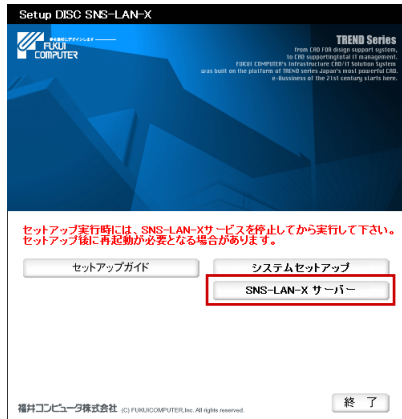 Setup DISC SNS-LAN-X
FUKUI
COMPUTER
TREND Series
from CAD FOR disign support system,
to CAD supportingtotal IT management.
FUKUI COMPUTER's Infrastructure CAD/IT Solution System
was built on the platform of TREND series Japan's most powerful CAD.
e-Bussiness of the 21st century starts here.
セットアップ実行時には、SNS-LAN-Xサービスを停止してから実行して下さい。
セットアップ後に再起動が必要となる場合があります。
セットアップガイド
システムセットアップ
SNS-LAN-X サーバー
福井コンピュータ株式会社 (C) FUKUICOMPUTER,Inc. All rights reserved.
終 了